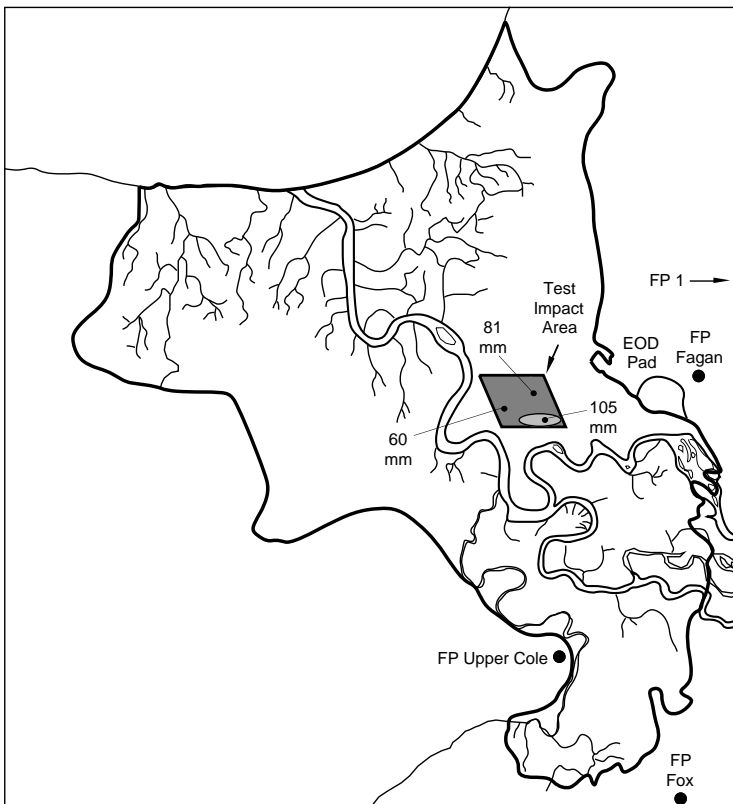 FP 1
Test
Impact
Area
81
mm
EOD
Pad
FP
Fagan
60
mm
105
mm
FP Upper Cole
FP
Fox